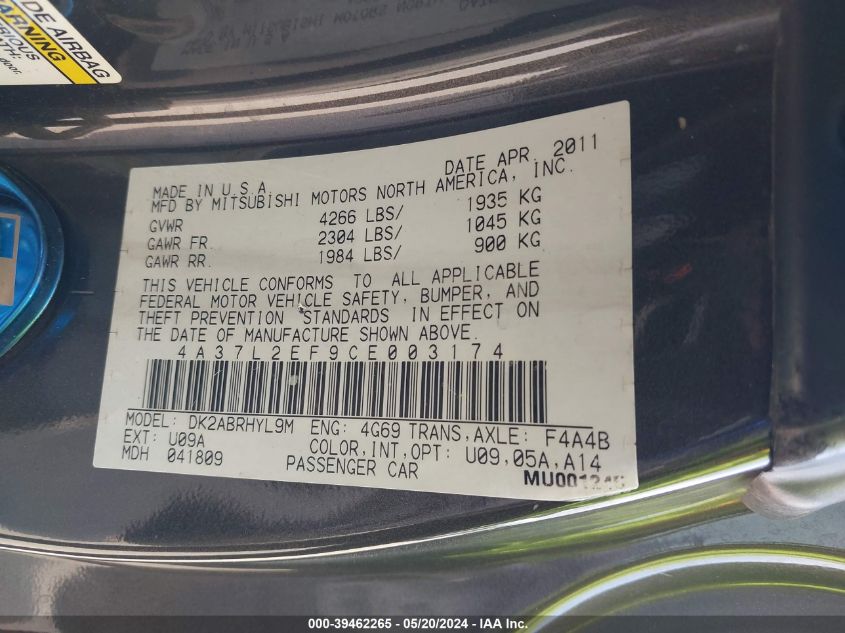 DE AIRBAG
WARNING
DATE APR, 2011
MADE IN U.S.A
MFD BY MITSUBISHI MOTORS NORTH AMERICA, INC.
GVWR 4266 LBS/ 1935 KG
GAWR FR. 2304 LBS/ 1045 KG
GAWR RR. 1984 LBS/ 900 KG
THIS VEHICLE CONFORMS TO ALL APPLICABLE
FEDERAL MOTOR VEHICLE SAFETY, BUMPER, AND
THEFT PREVENTION STANDARDS IN EFFECT ON
THE DATE OF MANUFACTURE SHOWN ABOVE.
4A37L2EF9CE003174
MODEL: DK2ABRHYL9M ENG: 4G69 TRANS,AXLE: F4A4B
EXT: U09A COLOR,INT,OPT: U09,05A,A14
MDH 041809 PASSENGER CAR
000-39462265 - 05/20/2024 - IAA Inc.